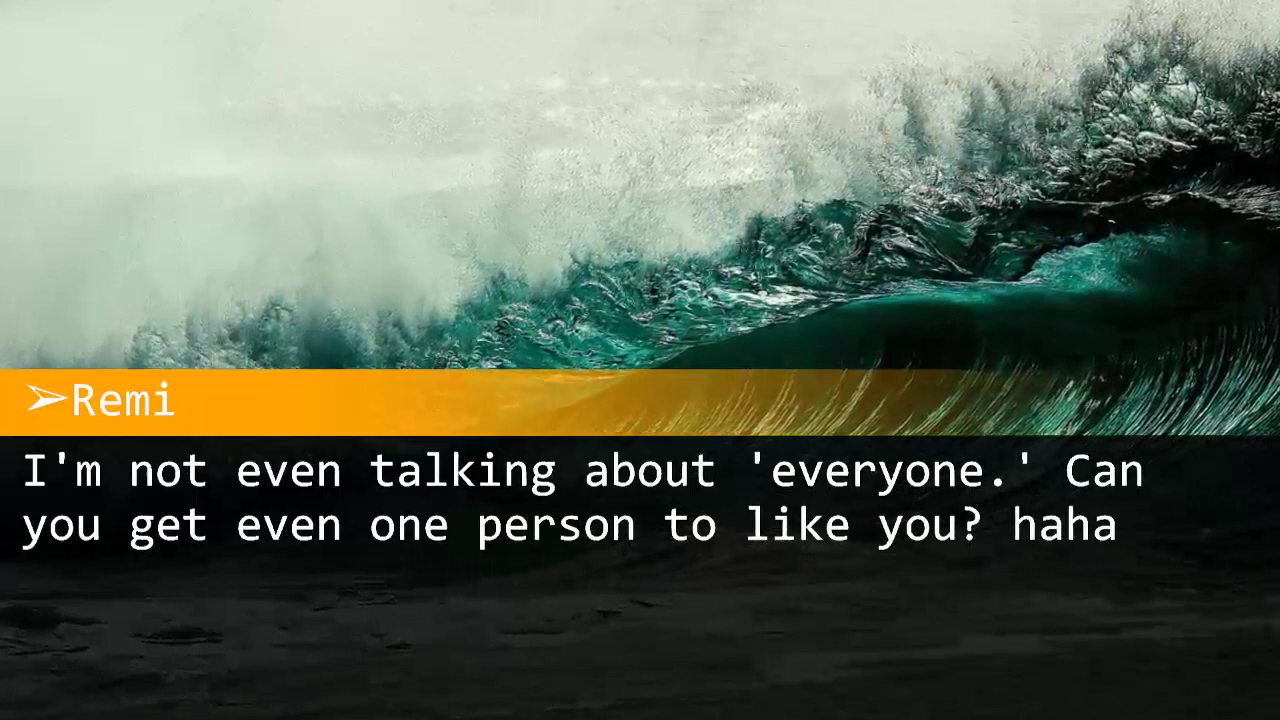 ➢Remi
I'm not even talking about 'everyone.' Can
you get even one person to like you? haha